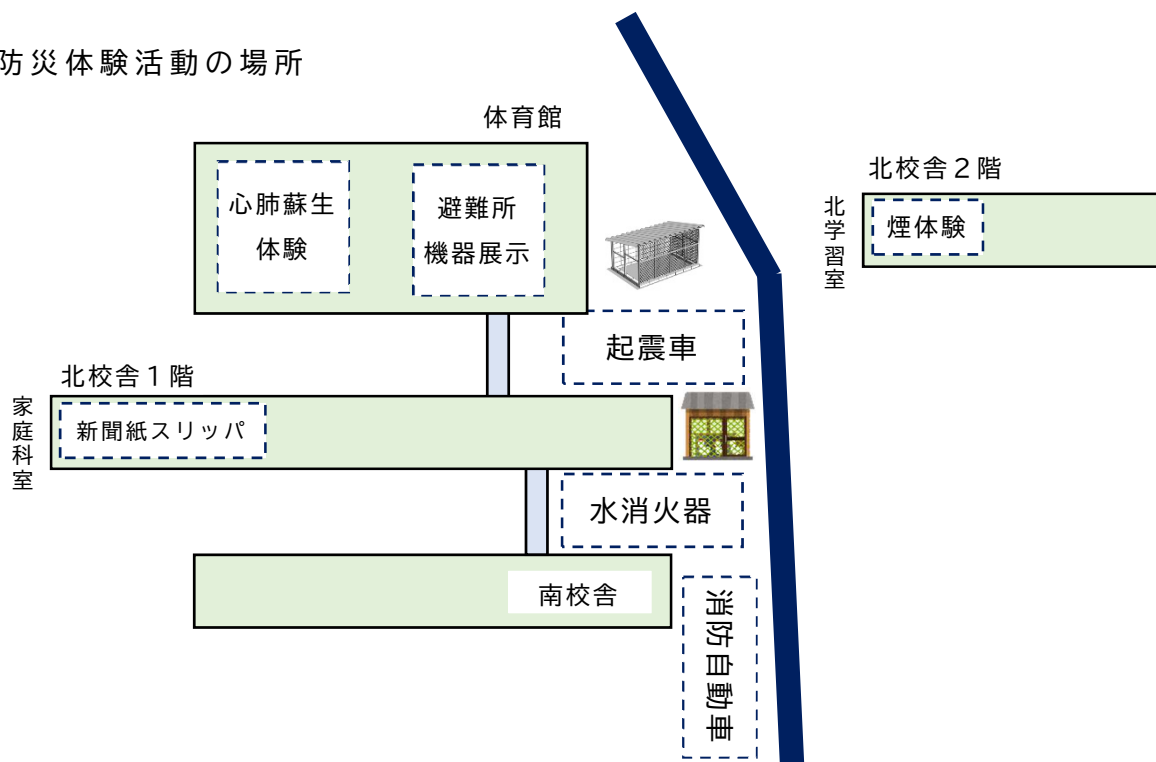 防災体験活動の場所
体育館
心肺蘇生
体験
避難所
機器展示
北校舎２階
北学習室
煙体験
起震車
北校舎１階
家庭科室
新聞紙スリッパ
水消火器
南校舎
消防自動車